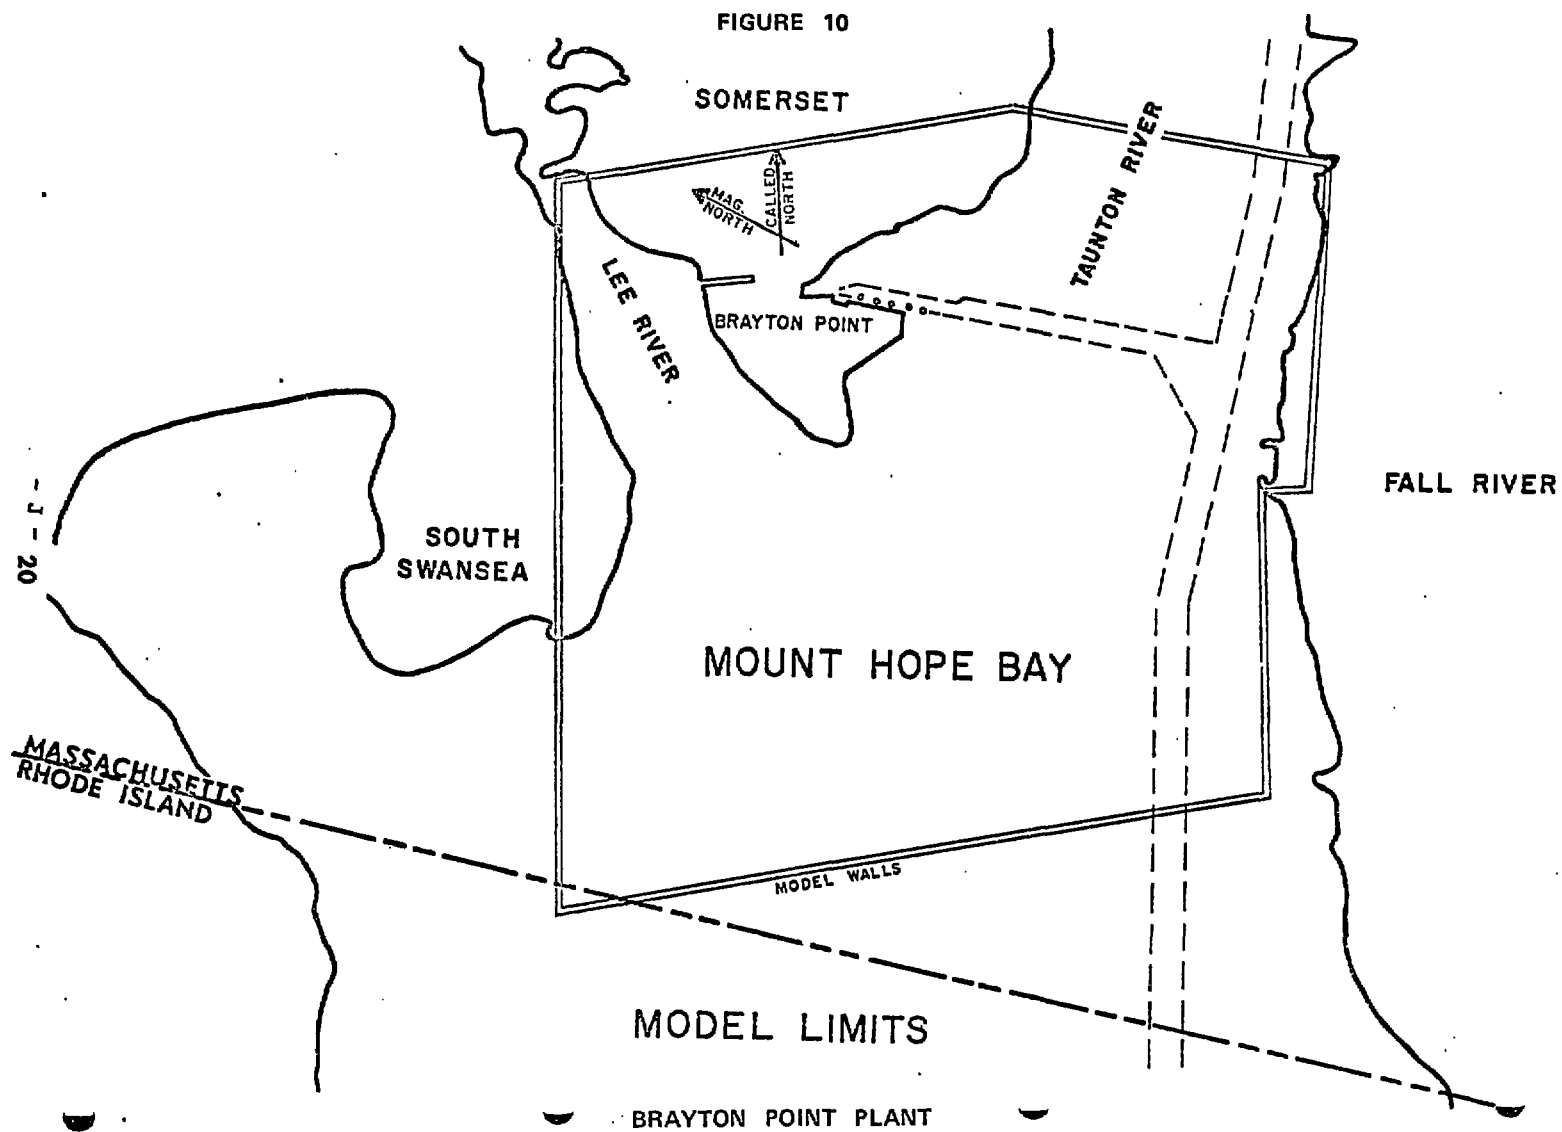 FIGURE 10
SOMERSET
TAUNTON RIVER
MAG.
NORTH
CALLED
NORTH
LEE RIVER
BRAYTON POINT
FALL RIVER
- J - 20
SOUTH
SWANSEA
MOUNT HOPE BAY
MASSACHUSETTS
RHODE ISLAND
MODEL WALLS
MODEL LIMITS
BRAYTON POINT PLANT